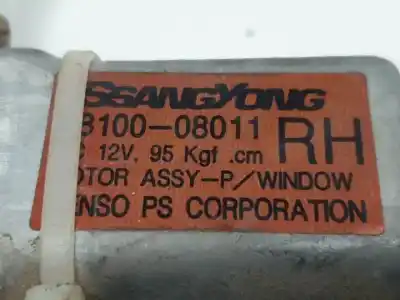 SSANGYONG
8100-08011 RH
12V, 95 Kgf .cm
OTOR ASSY-P/WINDOW
ENSO PS CORPORATION